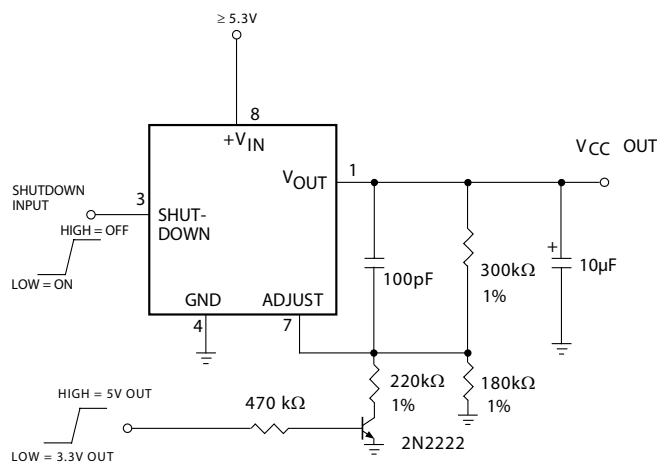 ≥ 5.3V
8
+VIN
1
VOUT
VCC OUT
SHUTDOWN
INPUT
3
SHUT-
DOWN
HIGH = OFF
LOW = ON
100pF
300kΩ
1%
+
10µF
GND
ADJUST
4
7
220kΩ
1%
180kΩ
1%
HIGH = 5V OUT
470 kΩ
2N2222
LOW = 3.3V OUT